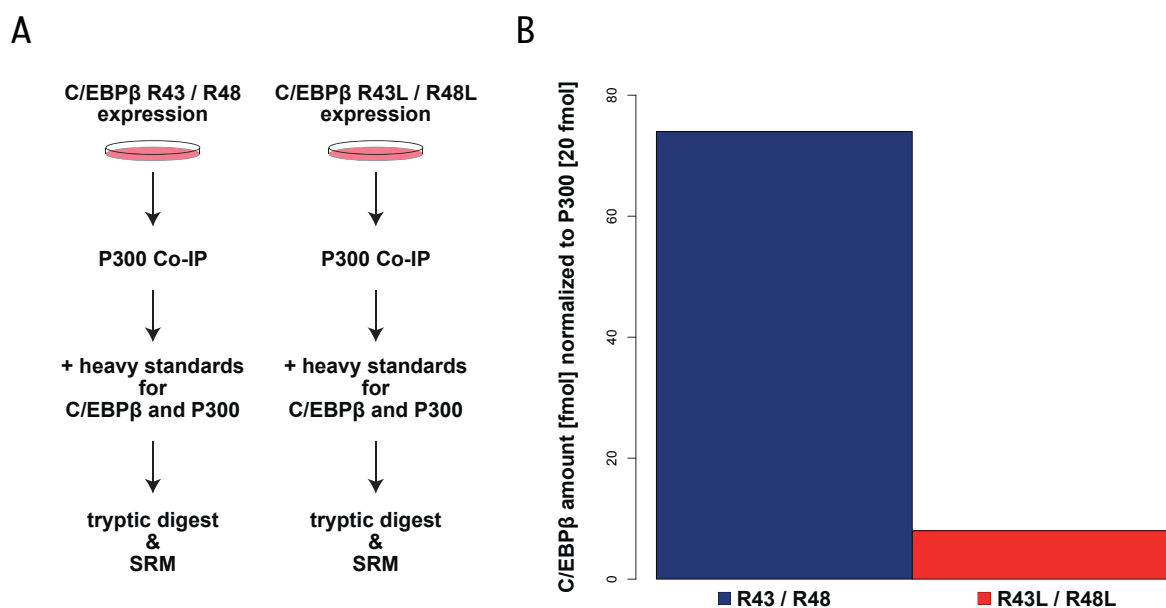 A
C/EBPβ R43 / R48
expression
P300 Co-IP
+ heavy standards
for
C/EBPβ and P300
tryptic digest
&
SRM
C/EBPβ R43L / R48L
expression
P300 Co-IP
+ heavy standards
for
C/EBPβ and P300
tryptic digest
&
SRM
B
C/EBPβ amount [fmol] normalized to P300 [20 fmol]
80
60
40
20
0
R43 / R48
R43L / R48L